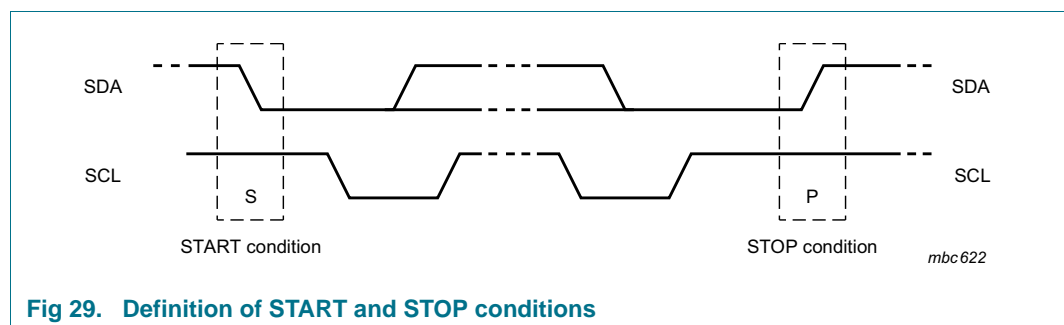 SDA SDA
SCL SCL
S P
START condition STOP condition
mbc622
Fig 29. Definition of START and STOP conditions